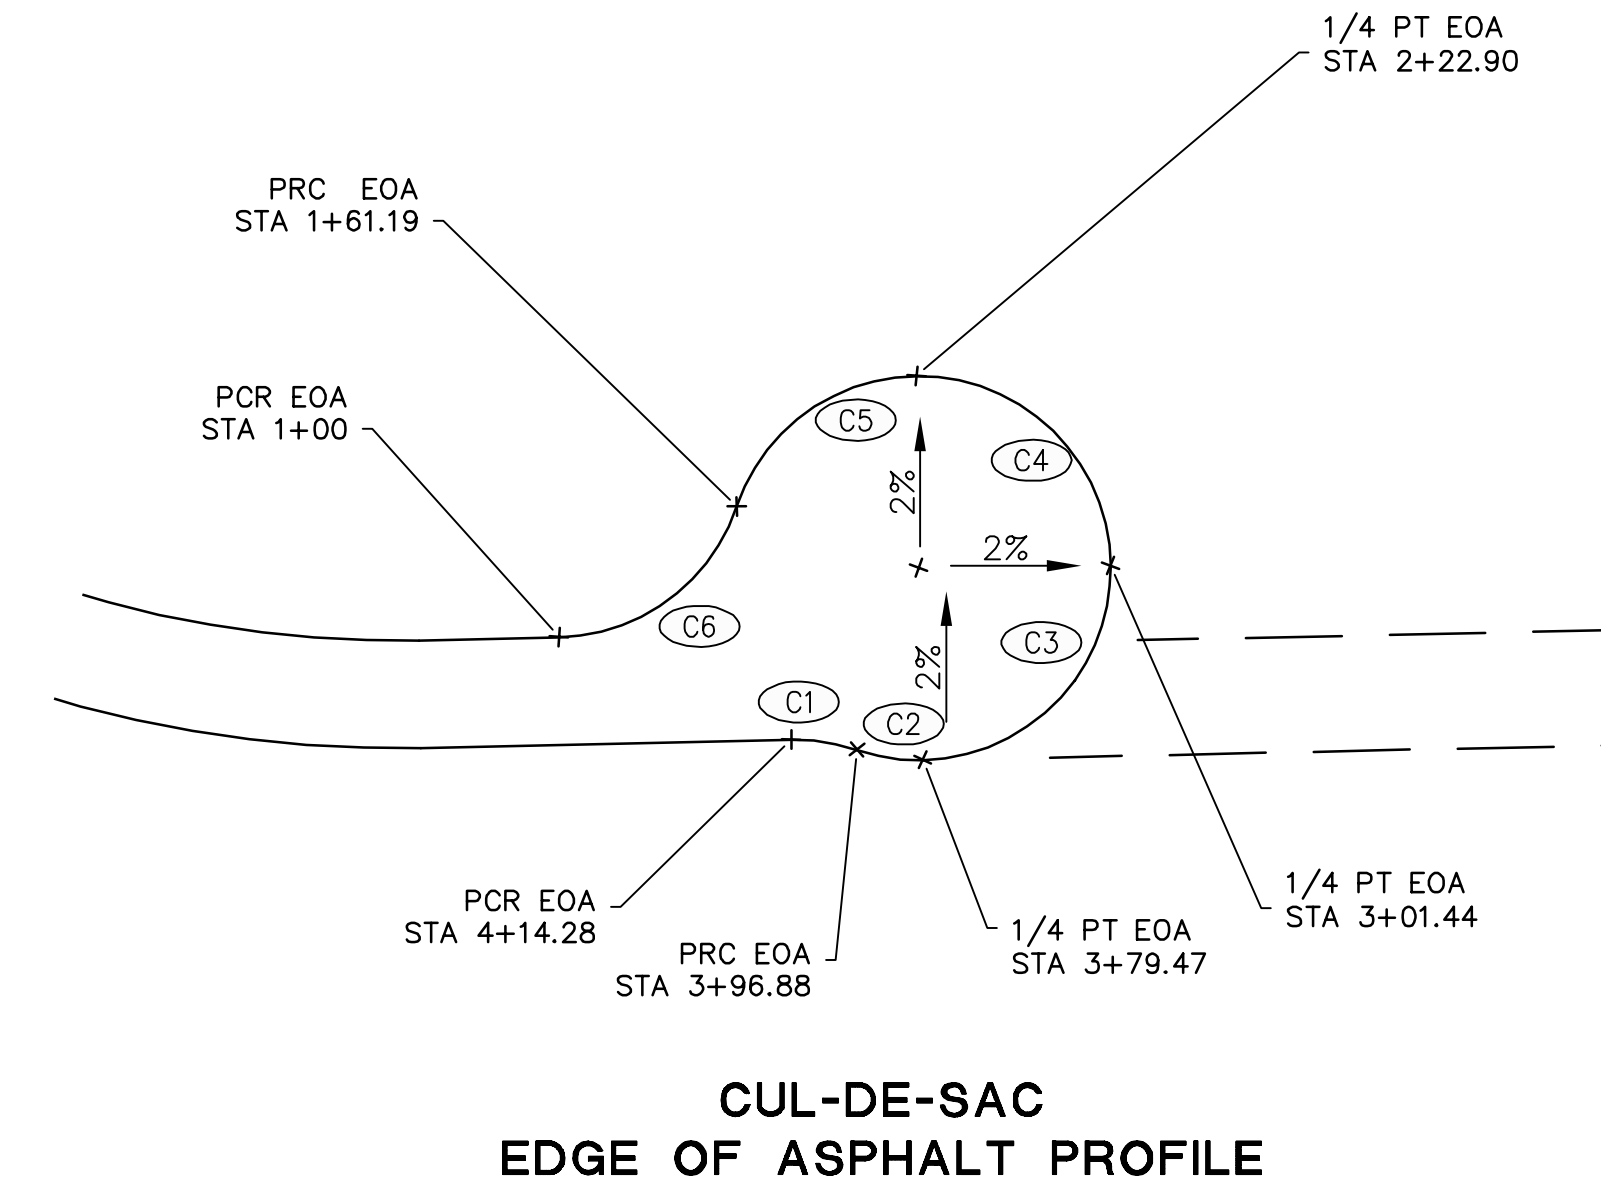 1/4 PT EOA
STA 2+22.90
PRC EOA
STA 1+61.19
PCR EOA
STA 1+00
C5
C4
2%
2%
C6
C3
2%
C1
C2
1/4 PT EOA
STA 3+01.44
PCR EOA
STA 4+14.28
1/4 PT EOA
STA 3+79.47
PRC EOA
STA 3+96.88
CUL-DE-SAC
EDGE OF ASPHALT PROFILE